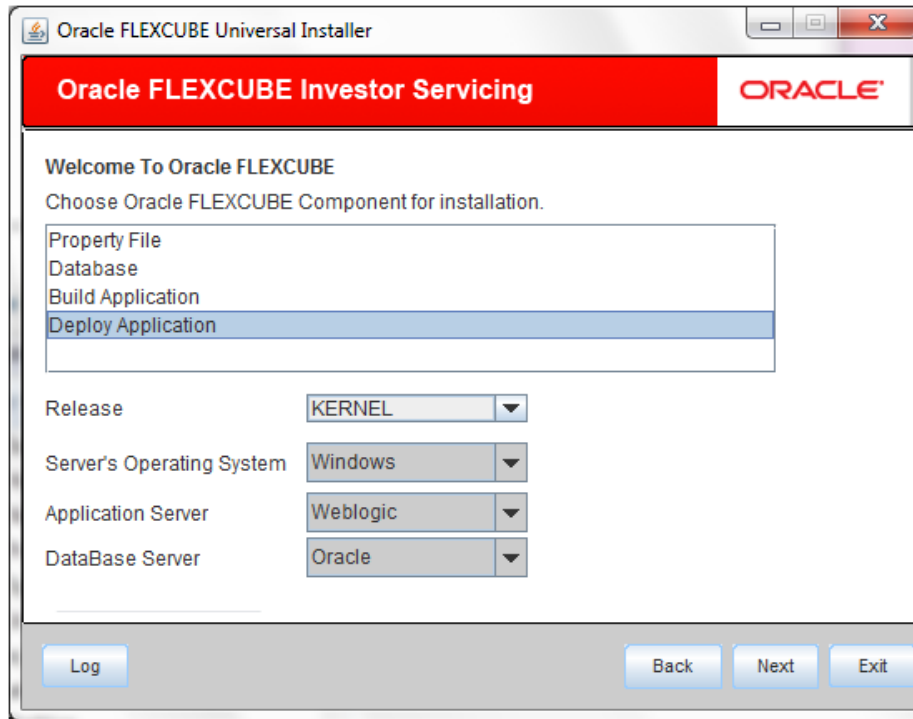 Oracle FLEXCUBE Universal Installer
Oracle FLEXCUBE Investor Servicing
ORACLE
Welcome To Oracle FLEXCUBE
Choose Oracle FLEXCUBE Component for installation.
Property File
Database
Build Application
Deploy Application
Release KERNEL
Server's Operating System Windows
Application Server Weblogic
DataBase Server Oracle
Log Back Next Exit